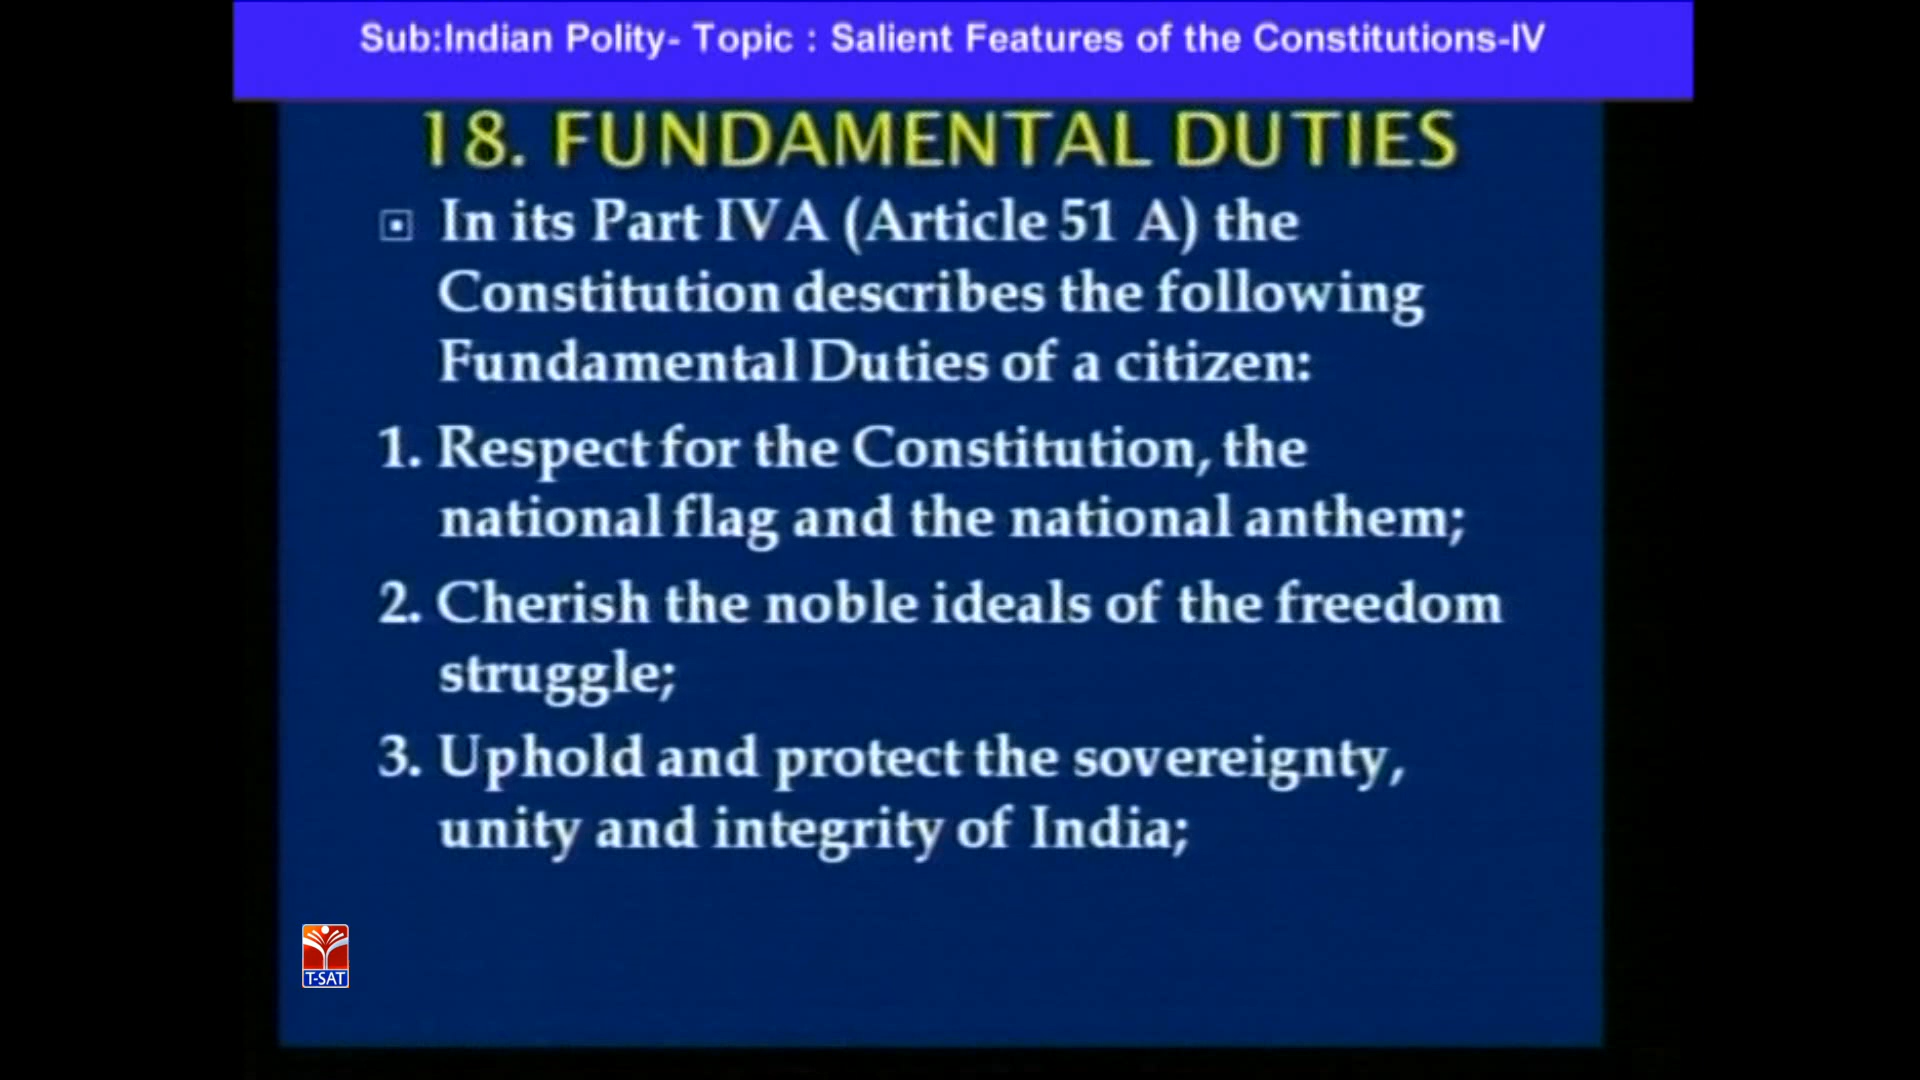 Sub:Indian Polity- Topic : Salient Features of the Constitutions-IV
18. FUNDAMENTAL DUTIES
In its Part IVA (Article 51 A) the
Constitution describes the following
Fundamental Duties of a citizen:
1. Respect for the Constitution, the
national flag and the national anthem;
2. Cherish the noble ideals of the freedom
struggle;
3. Uphold and protect the sovereignty,
unity and integrity of India;
T-SAT